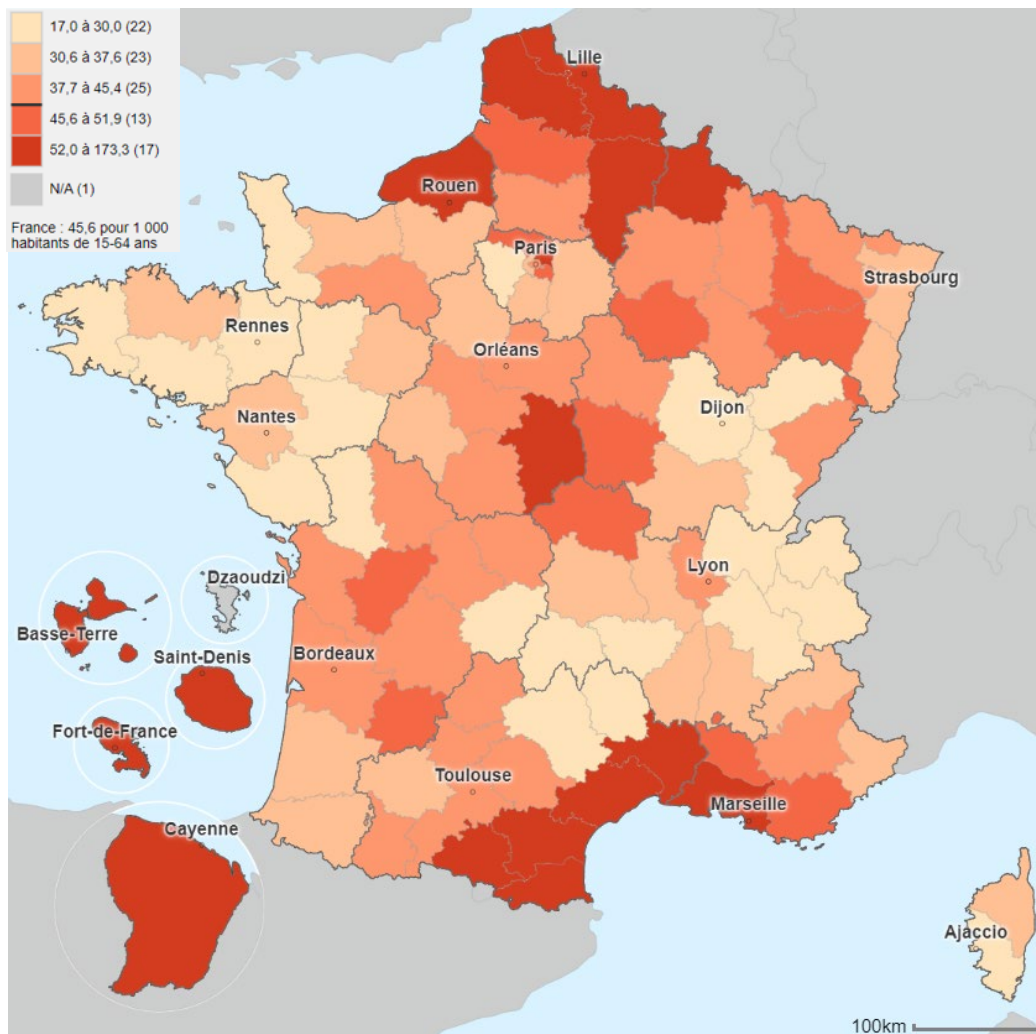 17,0 à 30,0 (22)
30,6 à 37,6 (23)
37,7 à 45,4 (25)
45,6 à 51,9 (13)
52,0 à 173,3 (17)
N/A (1)
France : 45,6 pour 1 000
habitants de 15-64 ans
Lille
Rouen
Paris
Strasbourg
Rennes
Orléans
Dijon
Nantes
Lyon
Dzaoudzi
Basse-Terre
Saint-Denis
Bordeaux
Fort-de-France
Toulouse
Marseille
Cayenne
Ajaccio
100km